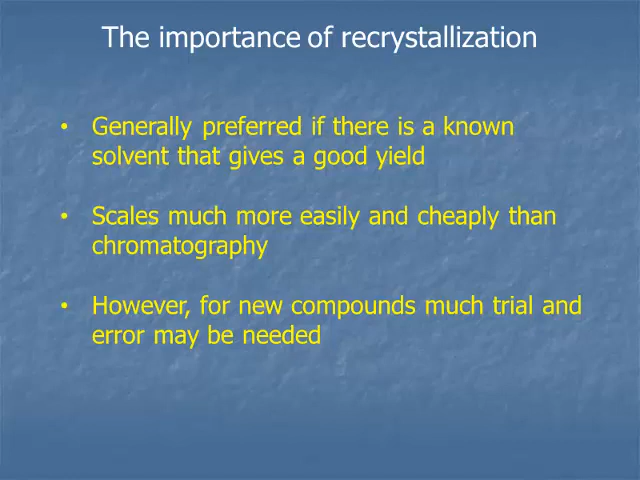 The importance of recrystallization
• Generally preferred if there is a known
solvent that gives a good yield
• Scales much more easily and cheaply than
chromatography
• However, for new compounds much trial and
error may be needed